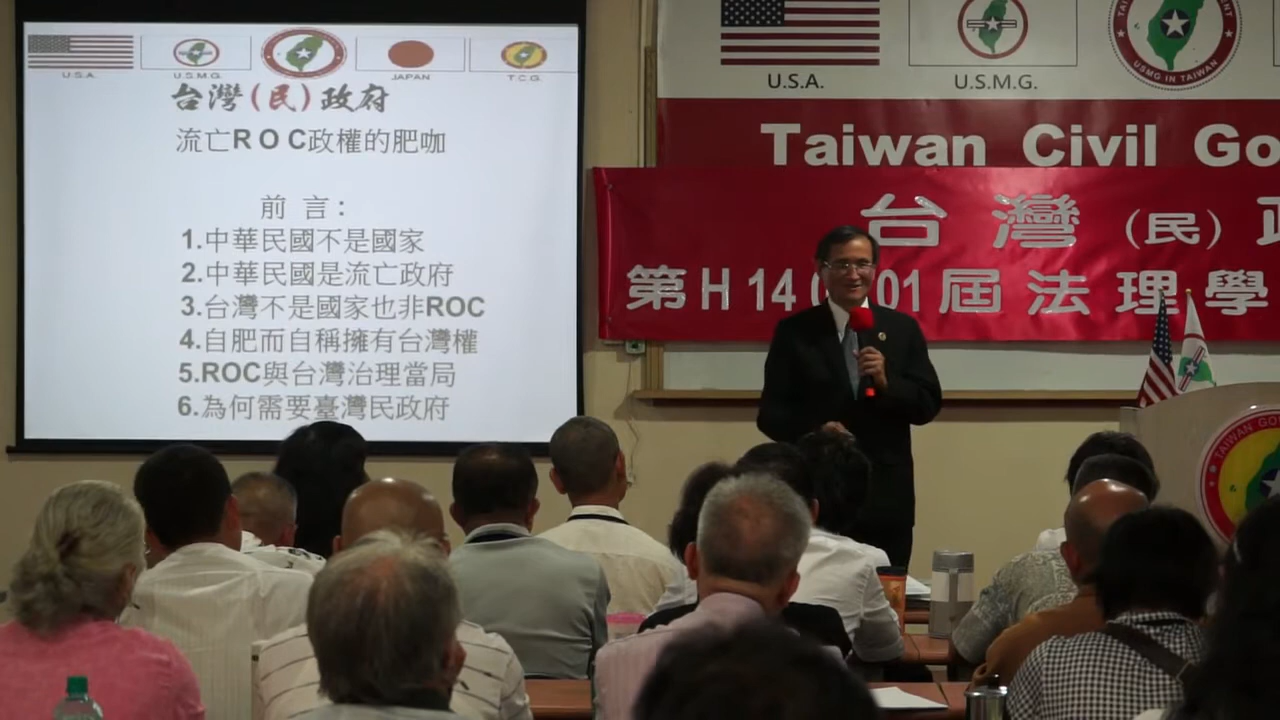 U.S.A.
U.S.M.G.
JAPAN
T.C.G.
台灣(民)政府
流亡R O C政權的肥咖
前 言:
1.中華民國不是國家
2.中華民國是流亡政府
3.台灣不是國家也非ROC
4.自肥而自稱擁有台灣權
5.ROC與台灣治理當局
6.為何需要臺灣民政府
U.S.A.
U.S.M.G.
USMG IN TAIWAN
Taiwan Civil Go
台灣(民)政
第H14 01屆法理學
TAIWAN GO